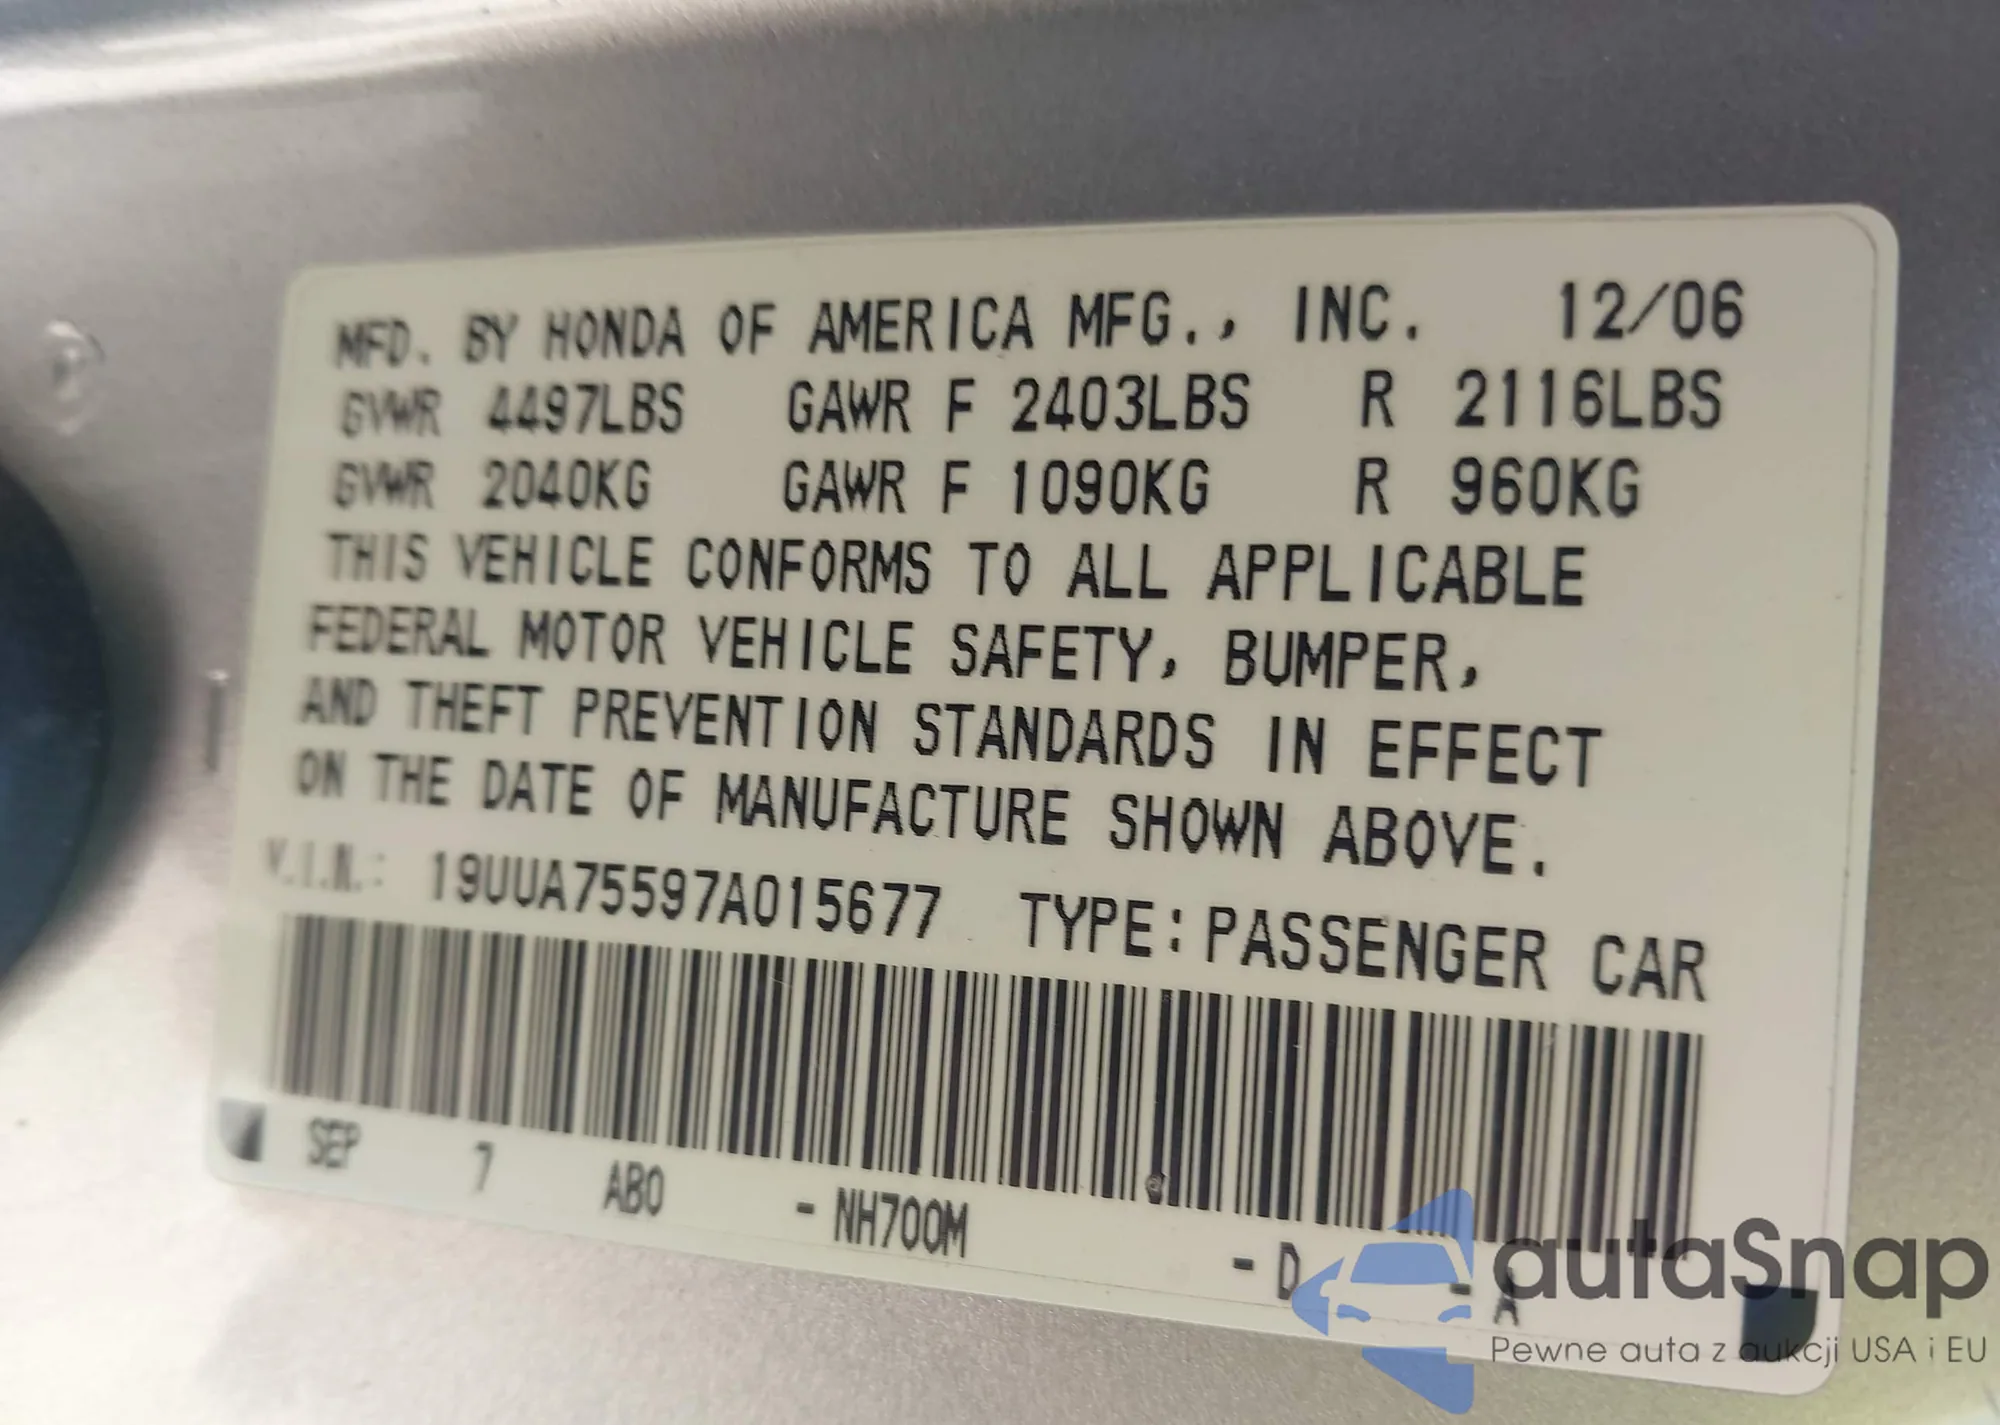 MFD. BY HONDA OF AMERICA MFG., INC. 12/06
GVWR 4497LBS GAWR F 2403LBS R 2116LBS
GVWR 2040KG GAWR F 1090KG R 960KG
THIS VEHICLE CONFORMS TO ALL APPLICABLE
FEDERAL MOTOR VEHICLE SAFETY, BUMPER,
AND THEFT PREVENTION STANDARDS IN EFFECT
ON THE DATE OF MANUFACTURE SHOWN ABOVE.
V.I.N.: 19UUA75597A015677 TYPE: PASSENGER CAR
SEP 7 AB0 - NH700M - D - A
autaSnap
Pewne auta z aukcji USA i EU